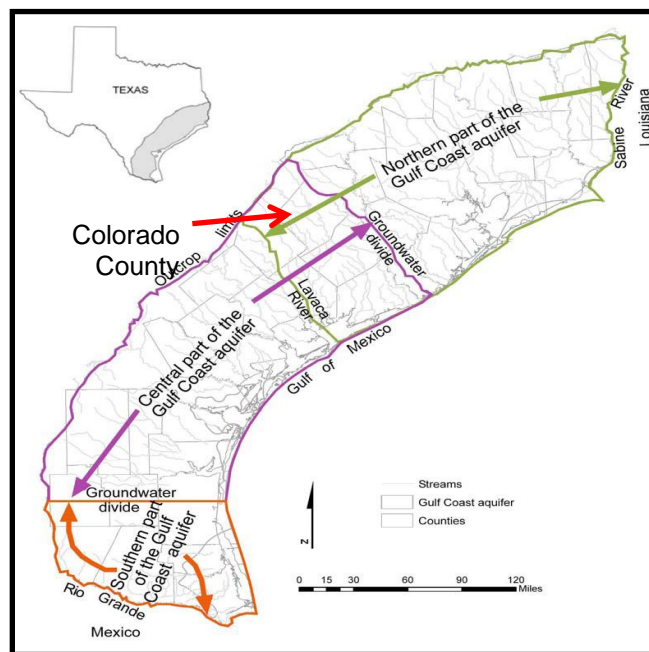 TEXAS
Northern part of the
Gulf Coast aquifer
Sabine
River
Louisiana
Colorado
County
Outcrop limits
Groundwater
divide
Lavaca
River
Central part of the
Gulf Coast aquifer
Gulf of Mexico
Groundwater
divide
Southern part
of the Gulf
Coast aquifer
Rio Grande
Mexico
N
Streams
Gulf Coast aquifer
Counties
0 15 30 60 90 120
Miles